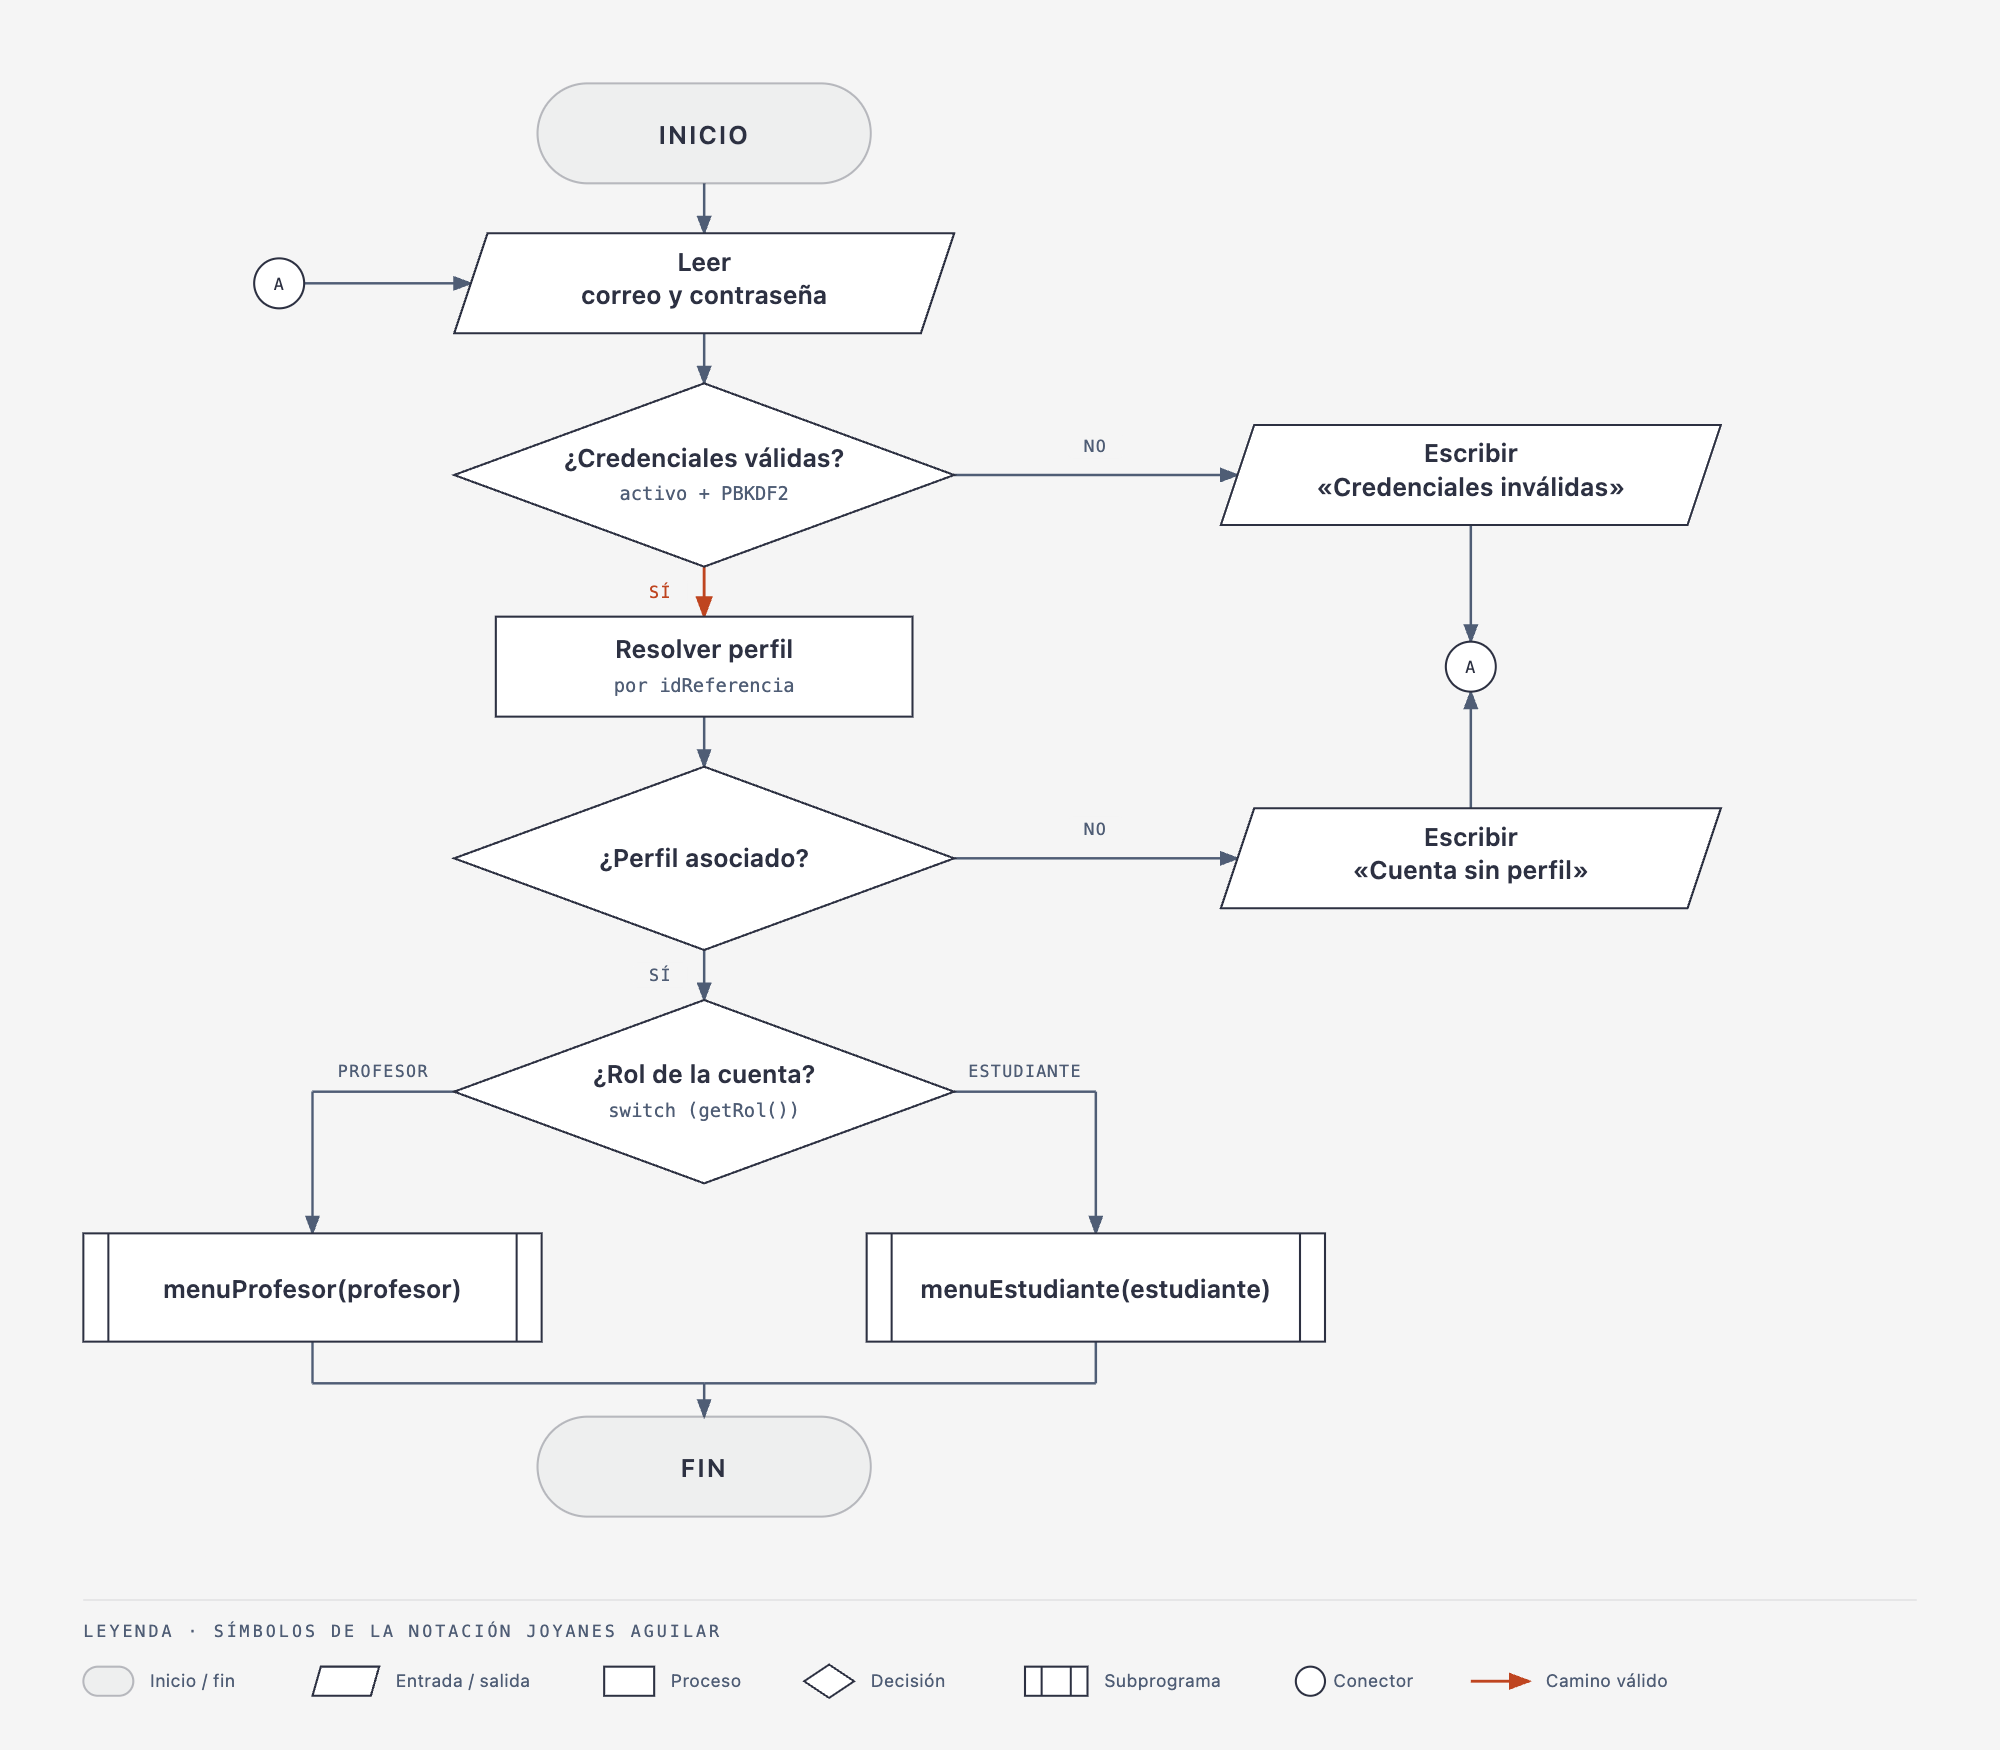 INICIO
A
Leer
correo y contraseña
¿Credenciales válidas?
activo + PBKDF2
NO
Escribir
«Credenciales inválidas»
SÍ
Resolver perfil
por idReferencia
A
¿Perfil asociado?
NO
Escribir
«Cuenta sin perfil»
SÍ
PROFESOR
¿Rol de la cuenta?
switch (getRol())
ESTUDIANTE
menuProfesor(profesor)
menuEstudiante(estudiante)
FIN
LEYENDA · SÍMBOLOS DE LA NOTACIÓN JOYANES AGUILAR
Inicio / fin
Entrada / salida
Proceso
Decisión
Subprograma
Conector
Camino válido